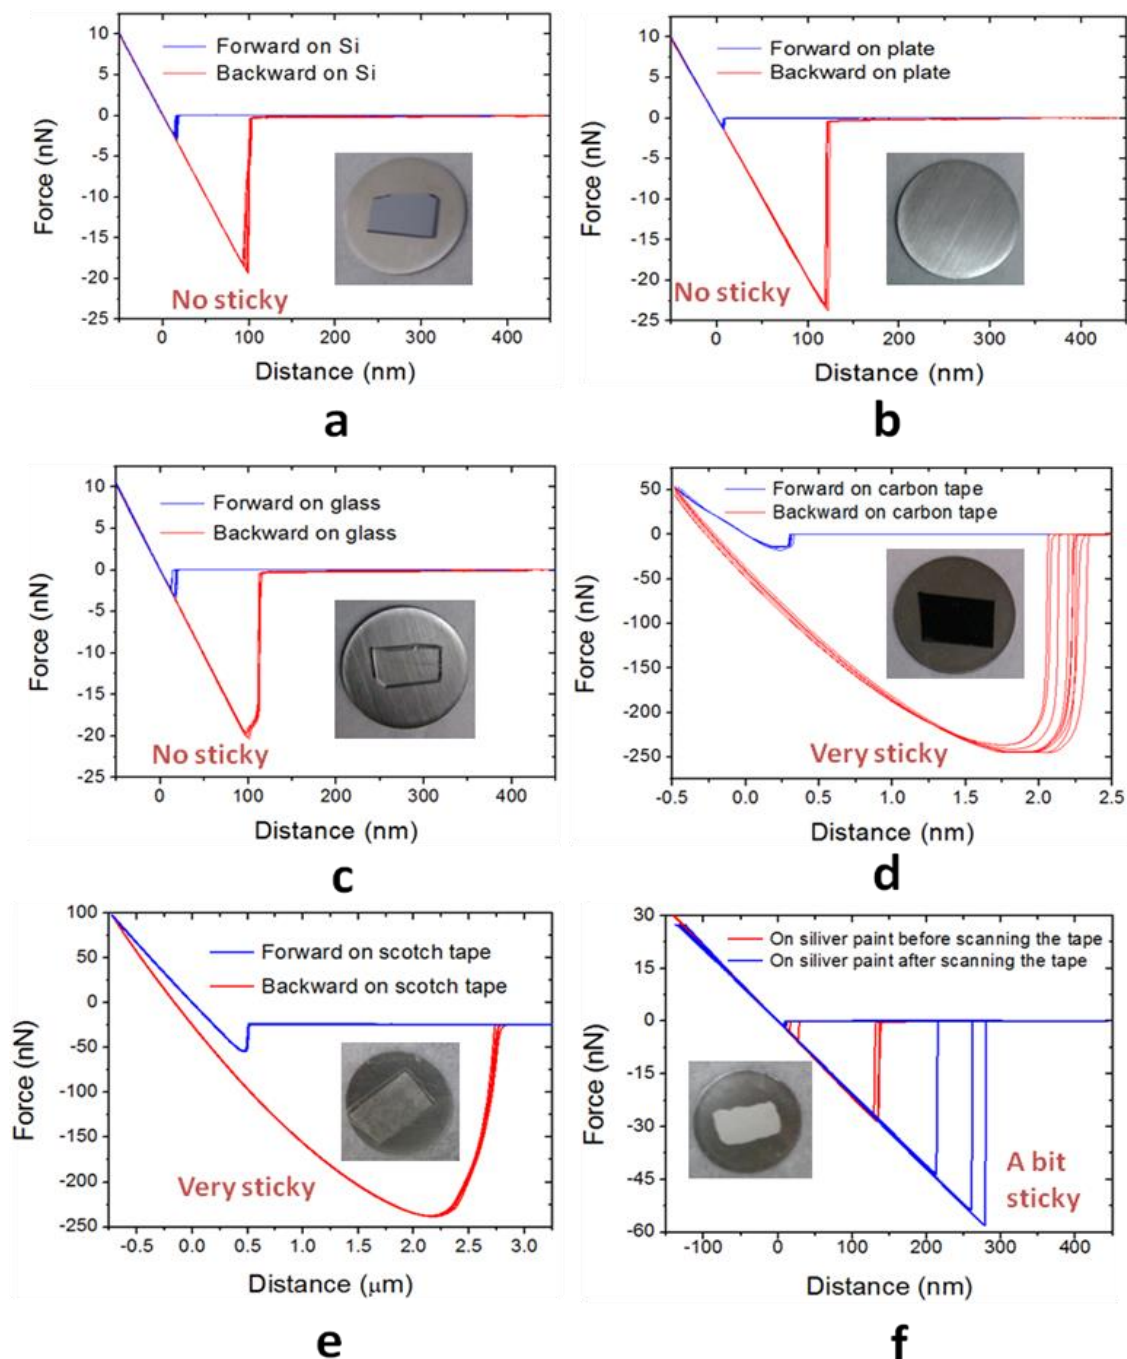 10
5
0
-5
-10
-15
-20
-25
Force (nN)
Forward on Si
Backward on Si
No sticky
0
100
200
300
400
Distance (nm)
a
10
5
0
-5
-10
-15
-20
-25
Force (nN)
Forward on plate
Backward on plate
No sticky
0
100
200
300
400
Distance (nm)
b
10
5
0
-5
-10
-15
-20
-25
Force (nN)
Forward on glass
Backward on glass
No sticky
0
100
200
300
400
Distance (nm)
c
50
0
-50
-100
-150
-200
-250
Force (nN)
Forward on carbon tape
Backward on carbon tape
Very sticky
-0.5
0.0
0.5
1.0
1.5
2.0
2.5
Distance (nm)
d
100
50
0
-50
-100
-150
-200
-250
Force (nN)
Forward on scotch tape
Backward on scotch tape
Very sticky
-0.5
0.0
0.5
1.0
1.5
2.0
2.5
3.0
Distance (μm)
e
30
15
0
-15
-30
-45
-60
Force (nN)
On siliver paint before scanning the tape
On siliver paint after scanning the tape
A bit
sticky
-100
0
100
200
300
400
Distance (nm)
f